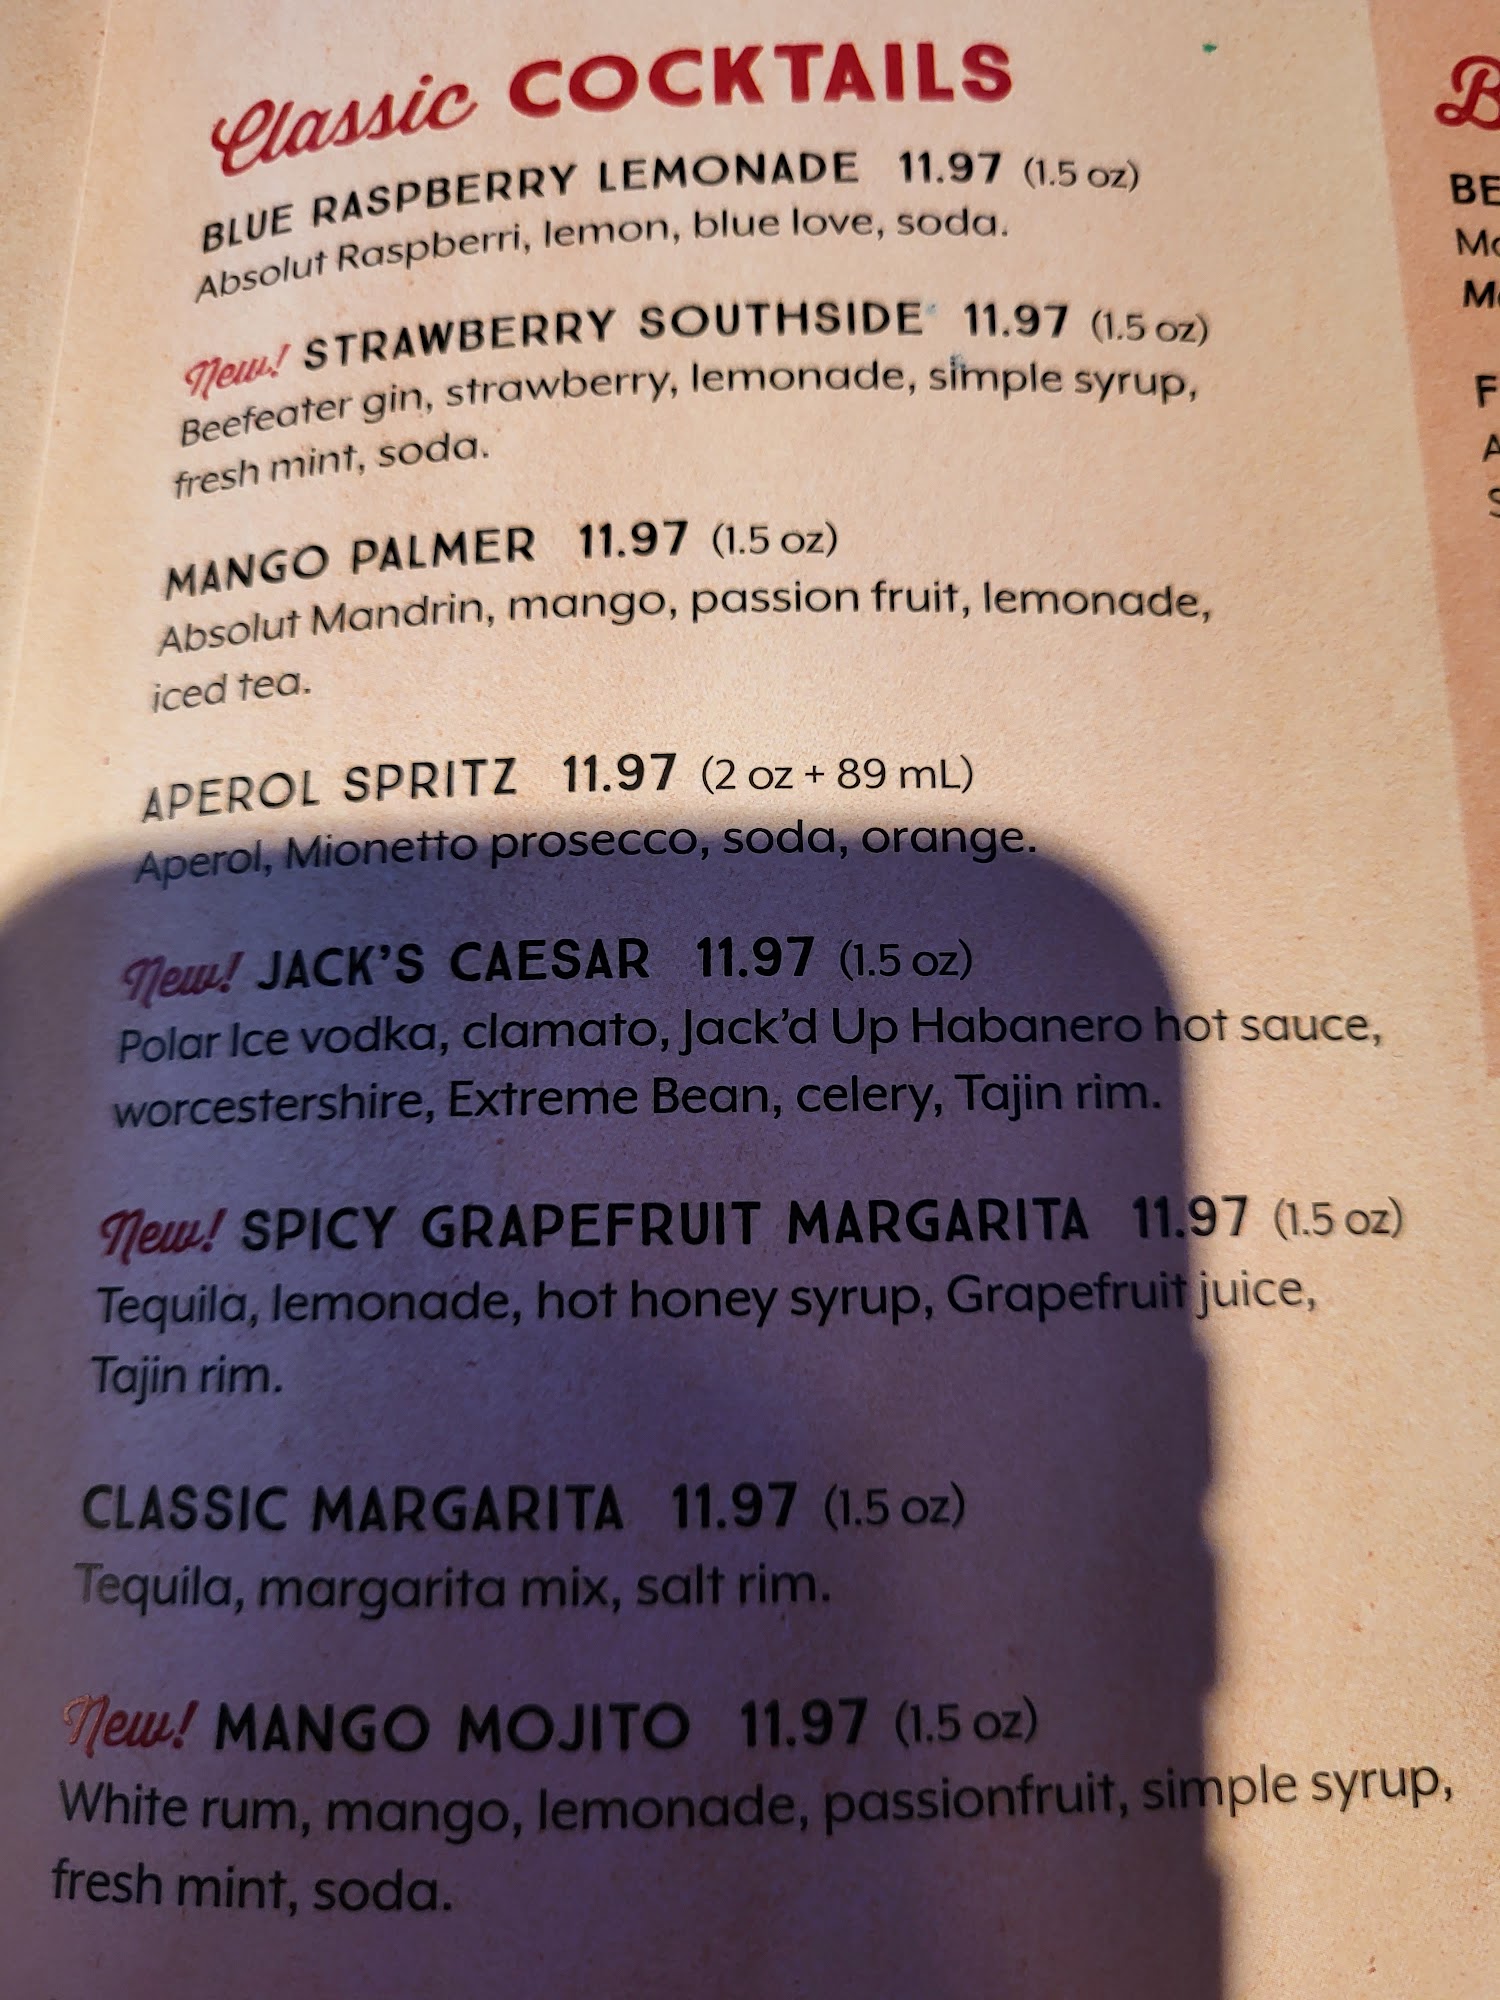 Classic COCKTAILS
BLUE RASPBERRY LEMONADE 11.97 (1.5 oz)
Absolut Raspberri, lemon, blue love, soda.
New! STRAWBERRY SOUTHSIDE 11.97 (1.5 oz)
Beefeater gin, strawberry, lemonade, simple syrup,
fresh mint, soda.
MANGO PALMER 11.97 (1.5 oz)
Absolut Mandrin, mango, passion fruit, lemonade,
iced tea.
APEROL SPRITZ 11.97 (2 oz + 89 mL)
Aperol, Mionetto prosecco, soda, orange.
New! JACK'S CAESAR 11.97 (1.5 oz)
Polar Ice vodka, clamato, Jack'd Up Habanero hot sauce,
worcestershire, Extreme Bean, celery, Tajin rim.
New! SPICY GRAPEFRUIT MARGARITA 11.97 (1.5 oz)
Tequila, lemonade, hot honey syrup, Grapefruit juice,
Tajin rim.
CLASSIC MARGARITA 11.97 (1.5 oz)
Tequila, margarita mix, salt rim.
New! MANGO MOJITO 11.97 (1.5 oz)
White rum, mango, lemonade, passionfruit, simple syrup,
fresh mint, soda.